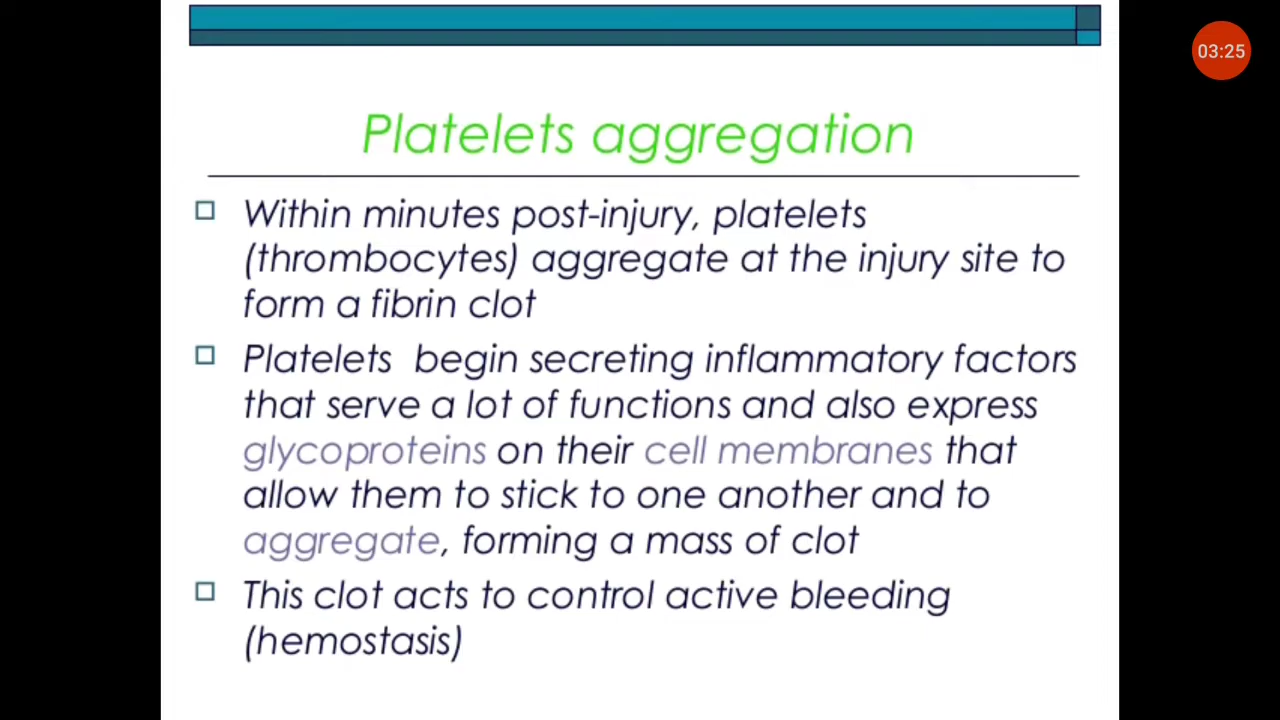 03:25
Platelets aggregation
Within minutes post-injury, platelets
(thrombocytes) aggregate at the injury site to
form a fibrin clot
Platelets  begin secreting inflammatory factors
that serve a lot of functions and also express
glycoproteins on their cell membranes that
allow them to stick to one another and to
aggregate, forming a mass of clot
This clot acts to control active bleeding
(hemostasis)